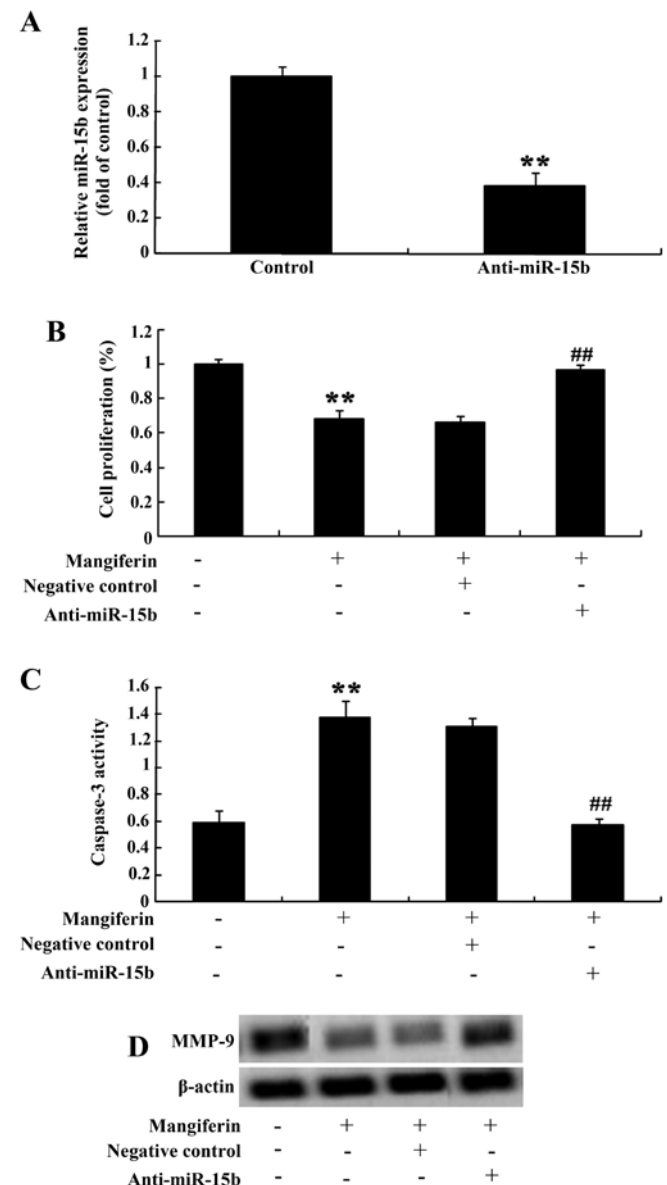 A
Relative miR-15b expression
(fold of control)
1.2
1
0.8
0.6
0.4
0.2
0
**
Control Anti-miR-15b
B
Cell proliferation (%)
1.2
1
0.8
0.6
0.4
0.2
0
**
##
Mangiferin - + + +
Negative control - - + -
Anti-miR-15b - - - +
C
Caspase-3 activity
1.6
1.4
1.2
1
0.8
0.6
0.4
0.2
0
**
##
Mangiferin - + + +
Negative control - - + -
Anti-miR-15b - - - +
D
MMP-9
β-actin
Mangiferin - + + +
Negative control - - + -
Anti-miR-15b - - - +